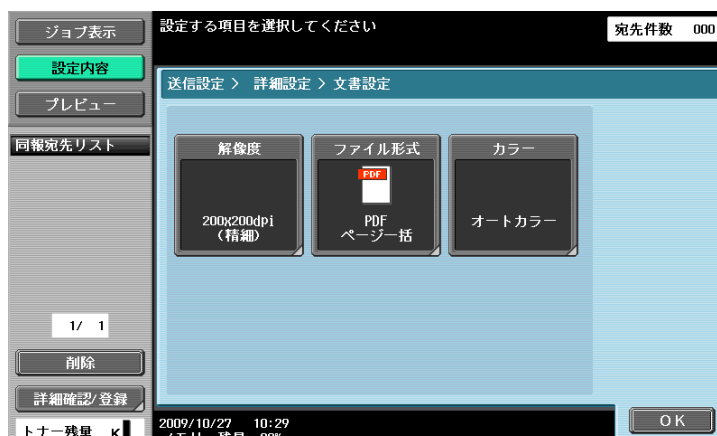 ジョブ表示
設定する項目を選択してください
宛先件数 000
設定内容
送信設定 > 詳細設定 > 文書設定
プレビュー
同報宛先リスト
解像度
200x200dpi
(精細)
ファイル形式
PDF
PDF
ページ一括
カラー
オートカラー
1/ 1
削除
詳細確認/登録
トナー残量 K
2009/10/27 10:29
OK